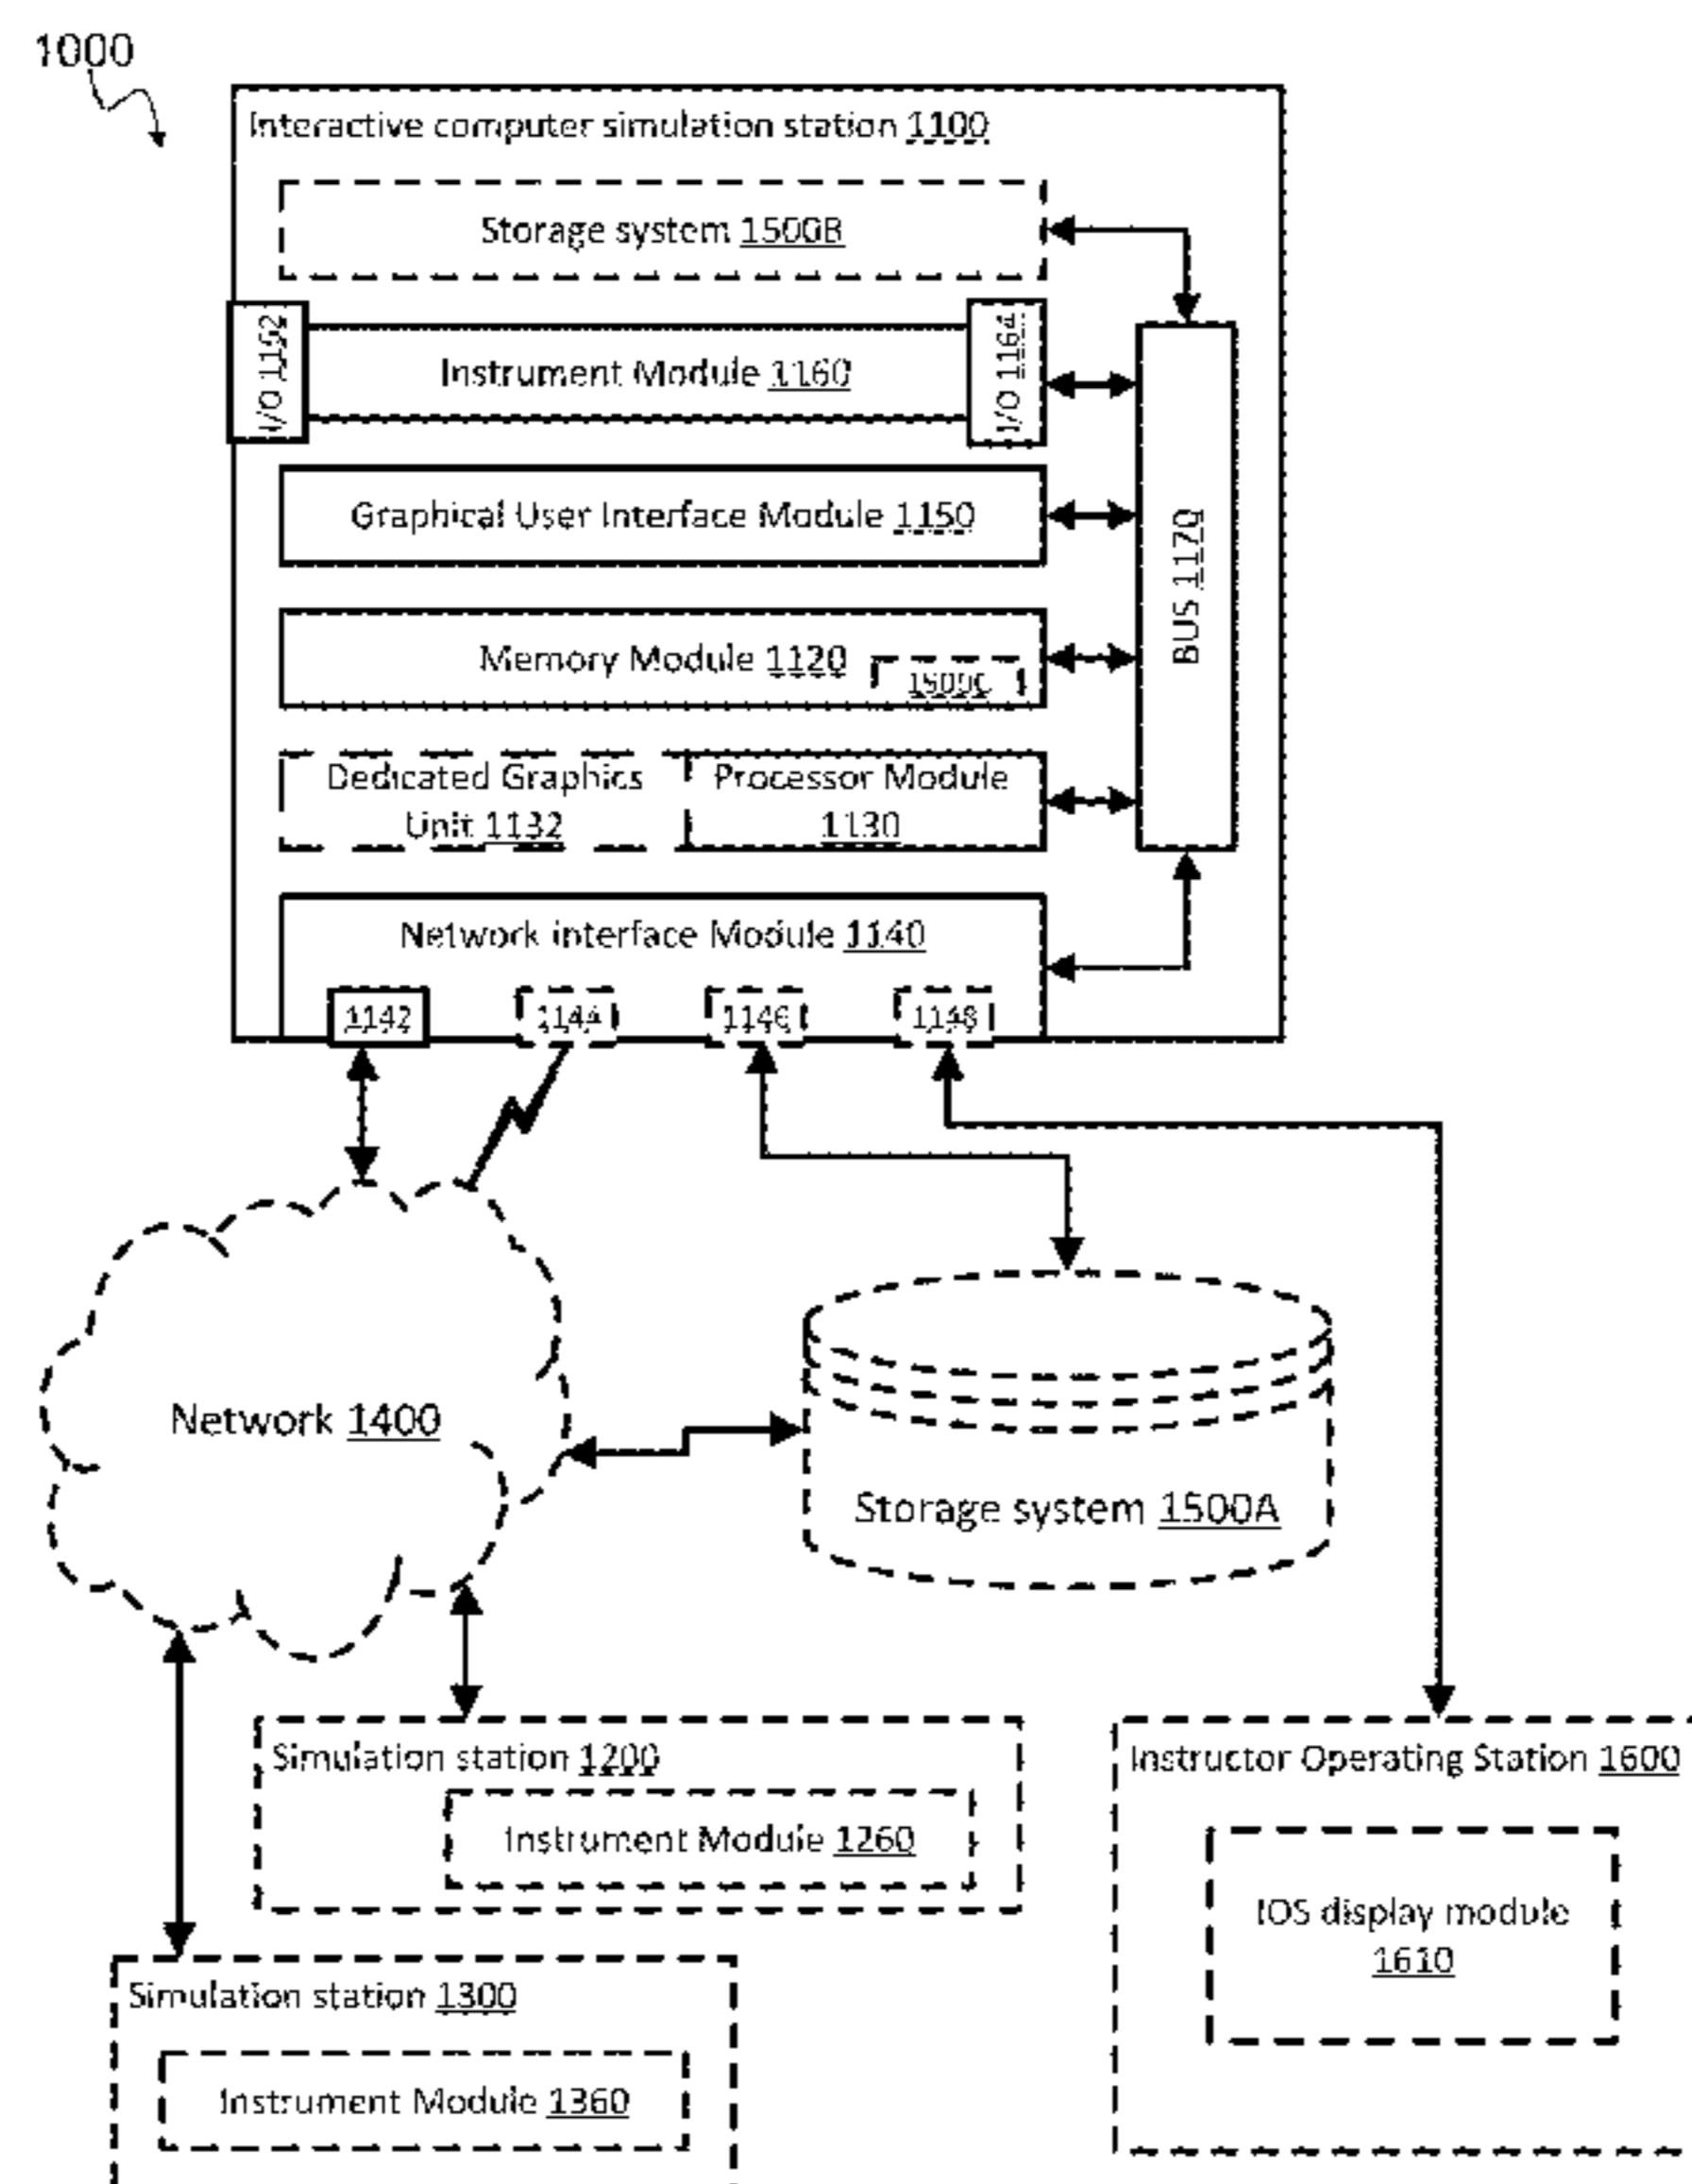 1000
Interactive computer simulation station 1100
Storage system 1500B
I/O 1162
Instrument Module 1160
I/O 1164
Graphical User Interface Module 1150
BUS 1170
Memory Module 1120
1500C
Dedicated Graphics
Unit 1132
Processor Module
1130
Network interface Module 1140
1142
1144
1146
1148
Network 1400
Storage system 1500A
Simulation station 1200
Instrument Module 1260
Instructor Operating Station 1600
IOS display module
1610
Simulation station 1300
Instrument Module 1360